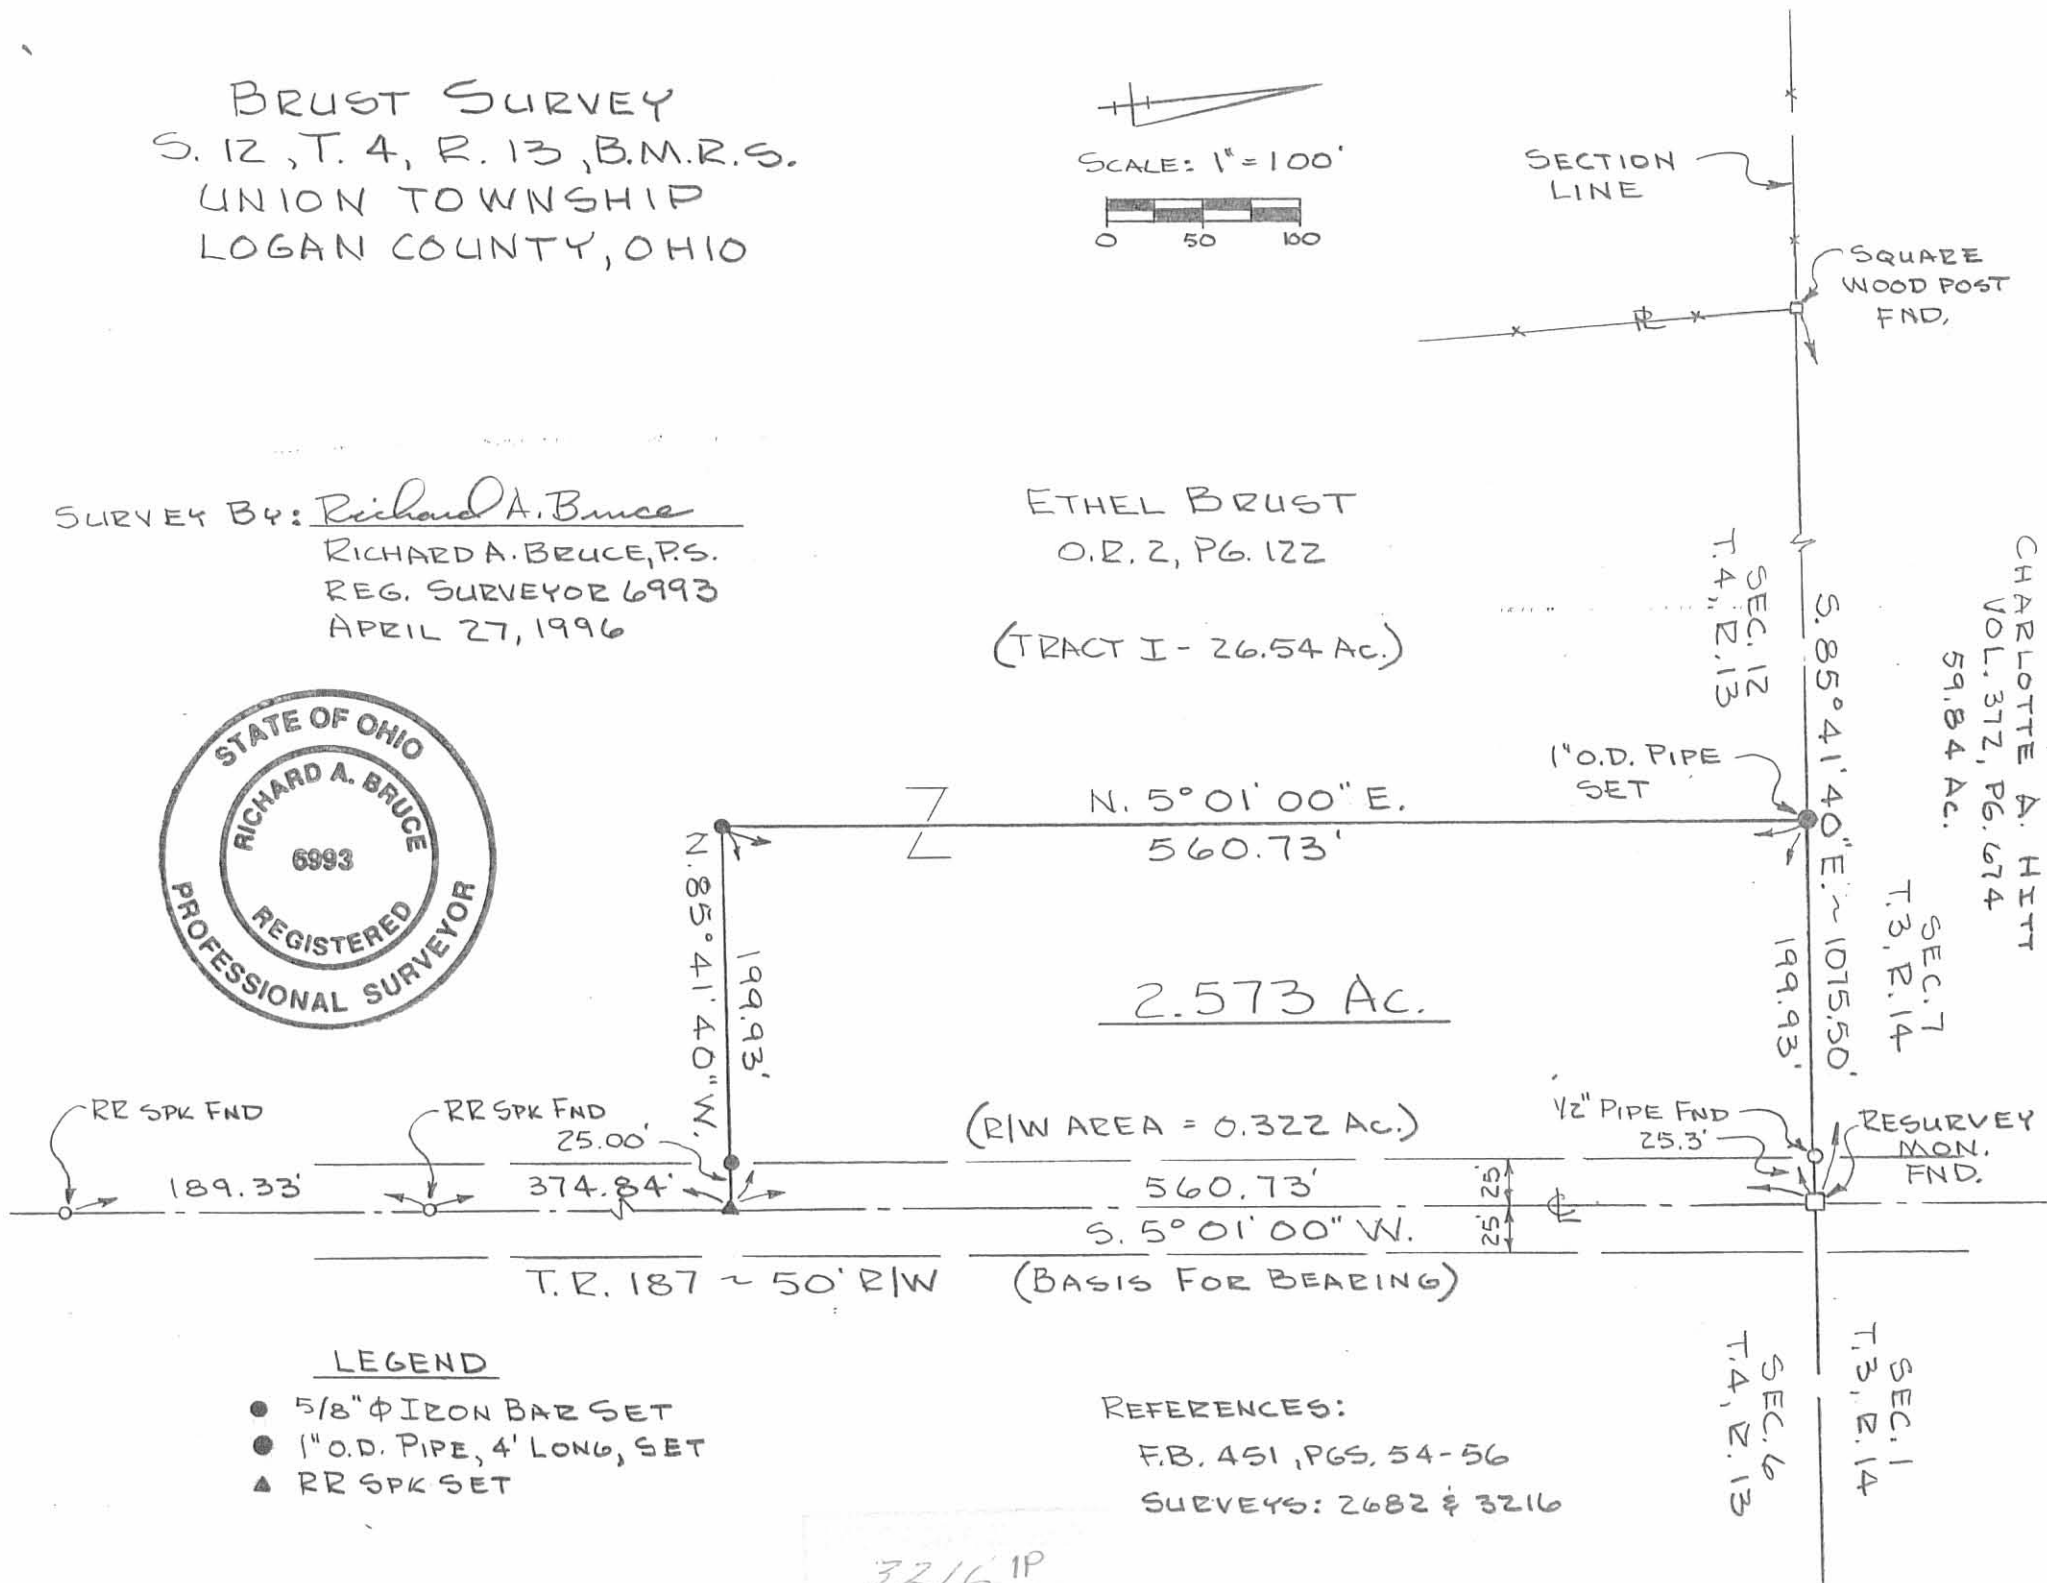 BRUST SURVEY
S. 12, T. 4, R. 13, B.M.R.S.
UNION TOWNSHIP
LOGAN COUNTY, OHIO
SCALE: 1" = 100'
0 50 100
SECTION
LINE
SQUARE
WOOD POST
FND.
PL
SURVEY BY: Richard A. Bruce
RICHARD A. BRUCE, P.S.
REG. SURVEYOR 6993
APRIL 27, 1996
STATE OF OHIO
RICHARD A. BRUCE
6993
REGISTERED
PROFESSIONAL SURVEYOR
ETHEL BRUST
O.R. 2, PG. 122
(TRACT I - 26.54 AC.)
SEC. 12
T. 4, R. 13
S. 85° 41' 40" E. ~ 1075.50'
CHARLOTTE A. HITT
VOL. 372, PG. 674
59.84 AC.
SEC. 7
T. 3, R. 14
1" O.D. PIPE
SET
N. 5° 01' 00" E.
560.73'
N. 85° 41' 40" W.
199.93'
2.573 AC.
199.93'
RR SPK FND
RR SPK FND
25.00'
(R/W AREA = 0.322 AC.)
1/2" PIPE FND
25.3'
RESURVEY
MON.
FND.
189.33'
374.84'
560.73'
25'
25'
CL
S. 5° 01' 00" W.
T.R. 187 ~ 50' R/W
(BASIS FOR BEARING)
LEGEND
5/8" Φ IRON BAR SET
1" O.D. PIPE, 4' LONG, SET
RR SPK SET
REFERENCES:
F.B. 451, PGS. 54-56
SURVEYS: 2682 & 3216
SEC. 6
T. 4, R. 13
SEC. 1
T. 3, R. 14
3216 1P